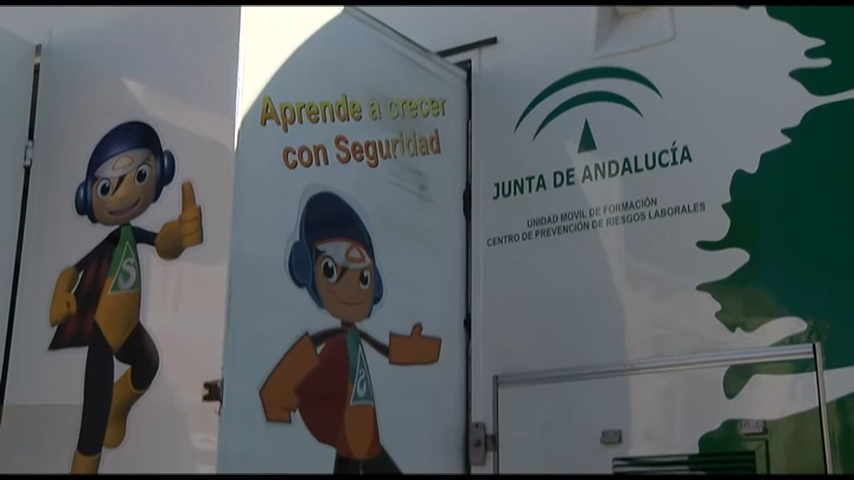 Aprende a crecer
con Seguridad
JUNTA DE ANDALUCÍA
UNIDAD MOVIL DE FORMACIÓN
CENTRO DE PREVENCIÓN DE RIESGOS LABORALES
S